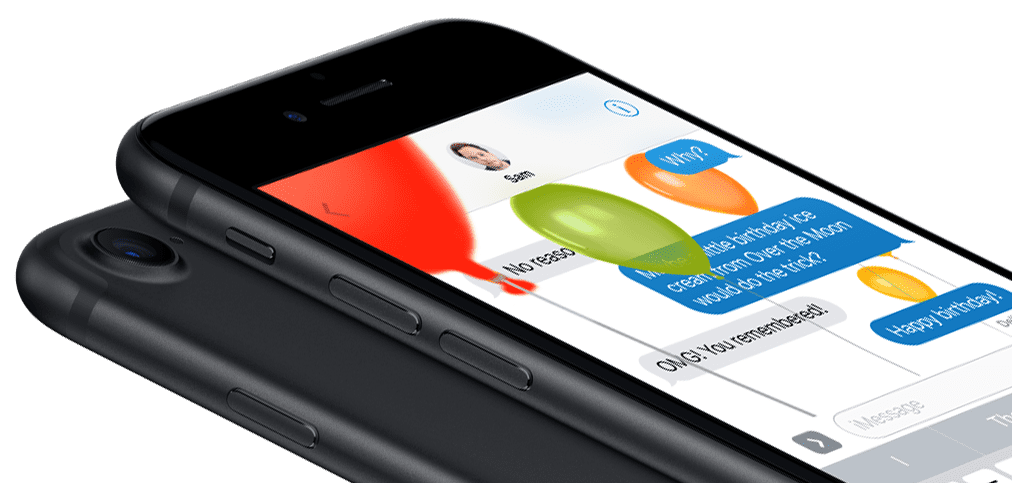 Sam
Why?
No reaso
little birthday ice
cream from Over the Moon
would do the trick?
OMG! You remembered!
Happy birthday!
iMessage
I